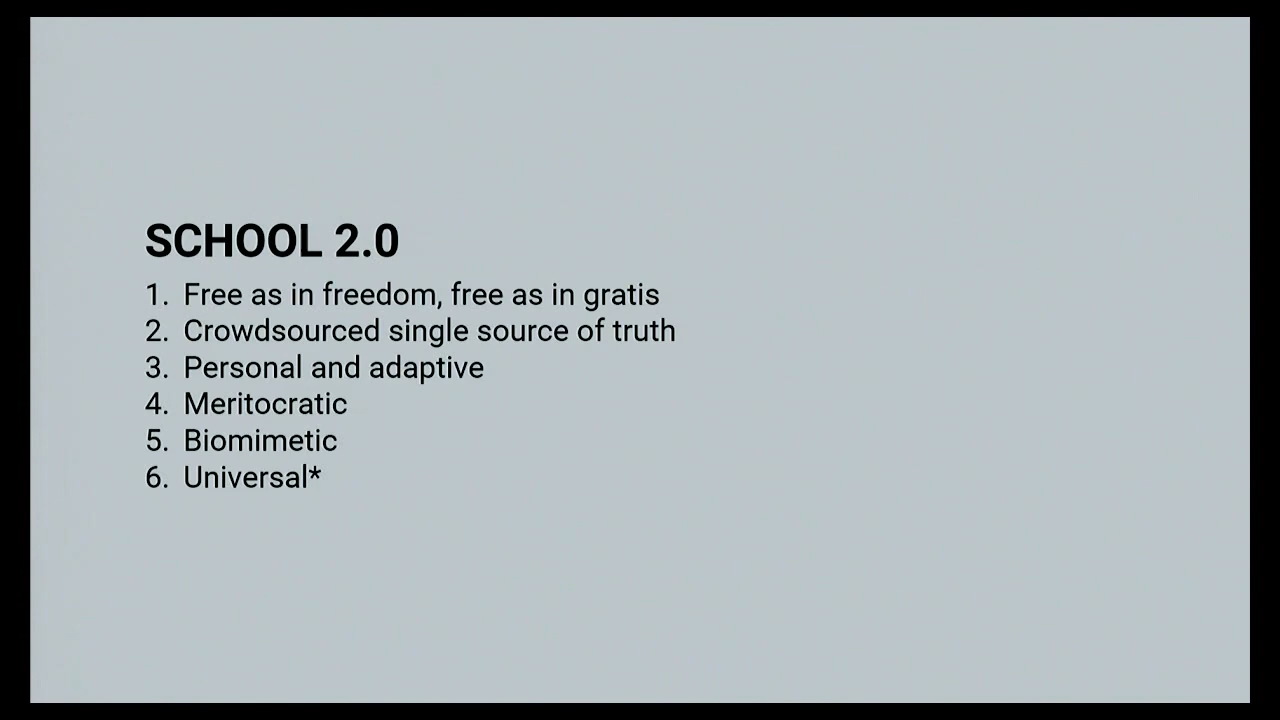 SCHOOL 2.0
1. Free as in freedom, free as in gratis
2. Crowdsourced single source of truth
3. Personal and adaptive
4. Meritocratic
5. Biomimetic
6. Universal*